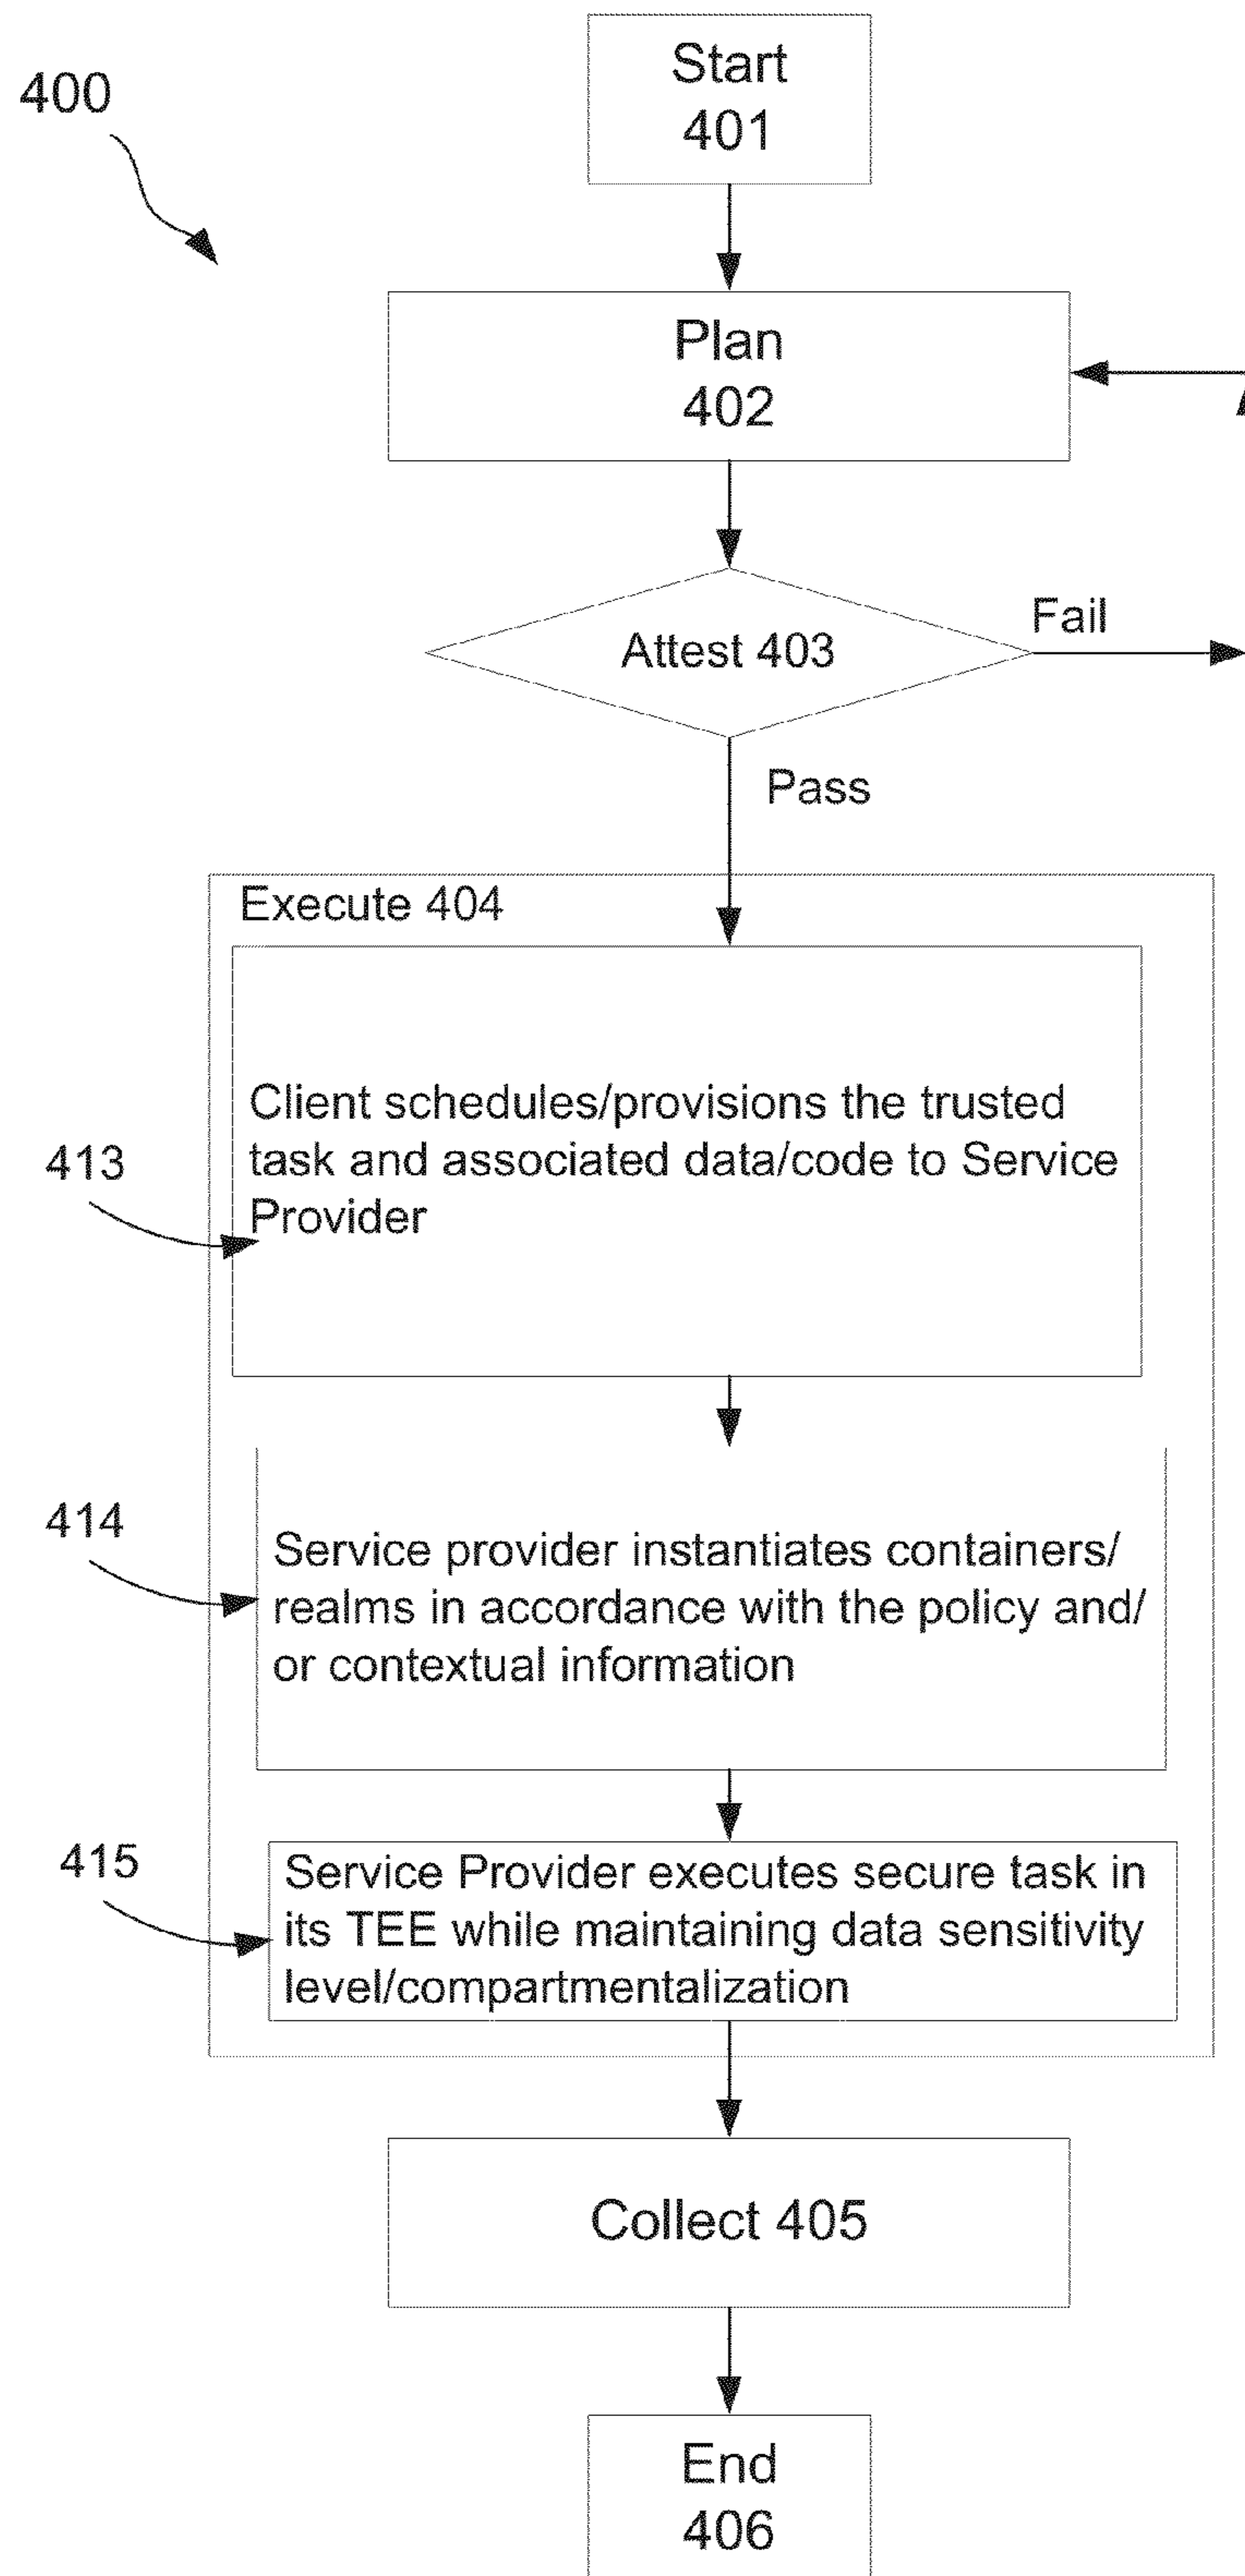 400
Start
401
Plan
402
Attest 403
Fail
Pass
Execute 404
413
Client schedules/provisions the trusted
task and associated data/code to Service
Provider
414
Service provider instantiates containers/
realms in accordance with the policy and/
or contextual information
415
Service Provider executes secure task in
its TEE while maintaining data sensitivity
level/compartmentalization
Collect 405
End
406